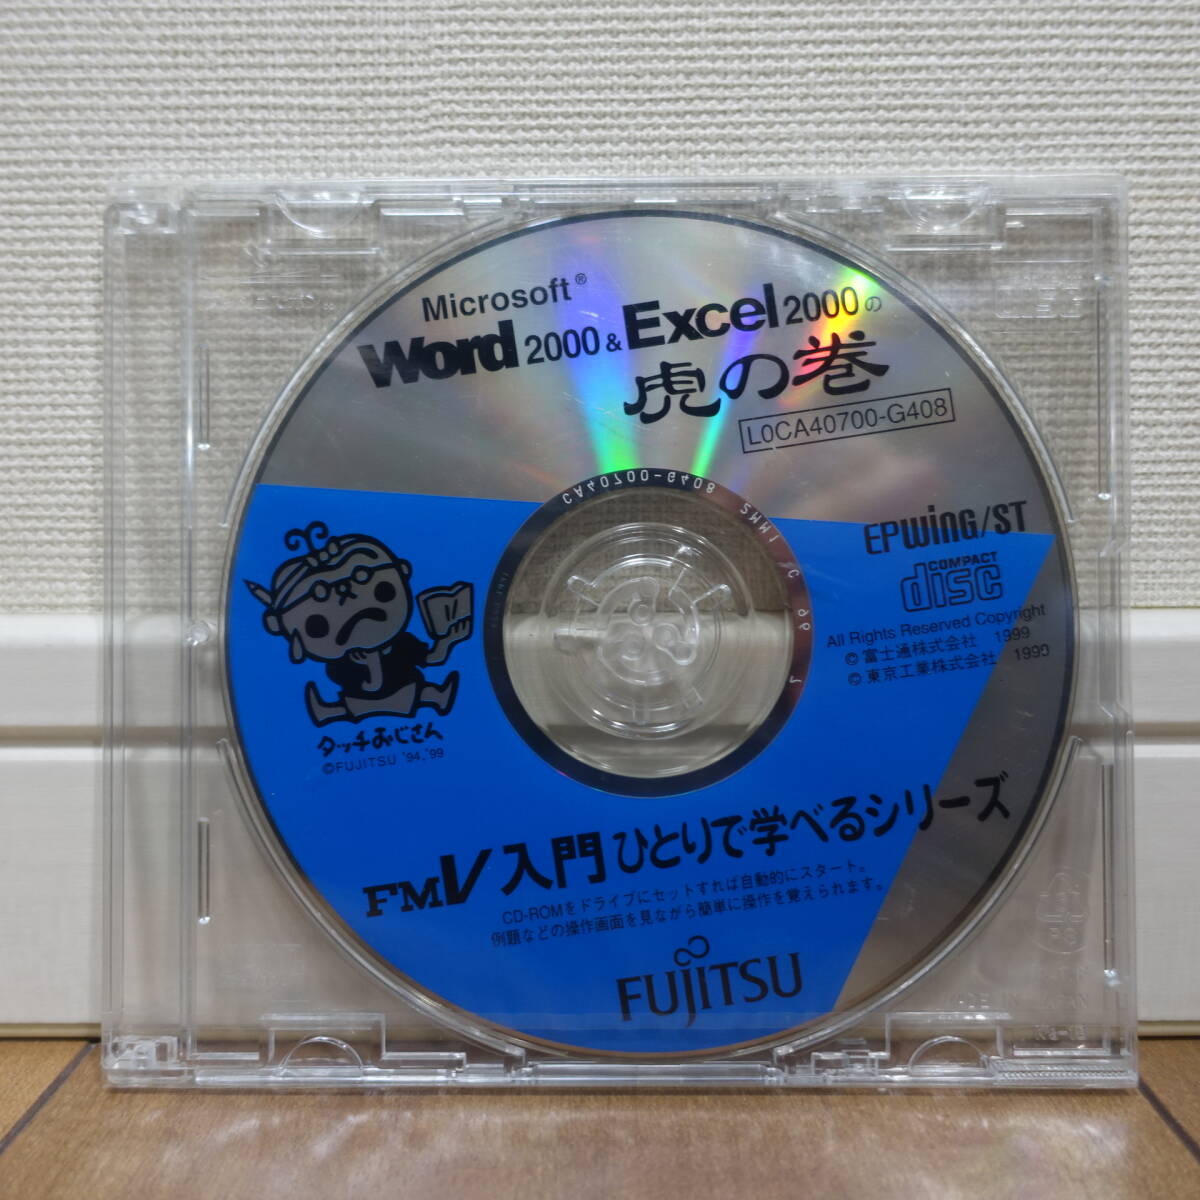 Microsoft®
Word 2000 & Excel 2000の
虎の巻
L0CA40700-G408
CA40700-G408
EPWING/ST
COMPACT
disc
All Rights Reserved Copyright
© 富士通株式会社 1999
© 東京工業株式会社 1999
タッチおじさん
©FUJITSU '94,'99
FMV 入門 ひとりで学べるシリーズ
CD-ROMをドライブにセットすれば自動的にスタート。
例題などの操作画面を見ながら簡単に操作を覚えられます。
FUJITSU